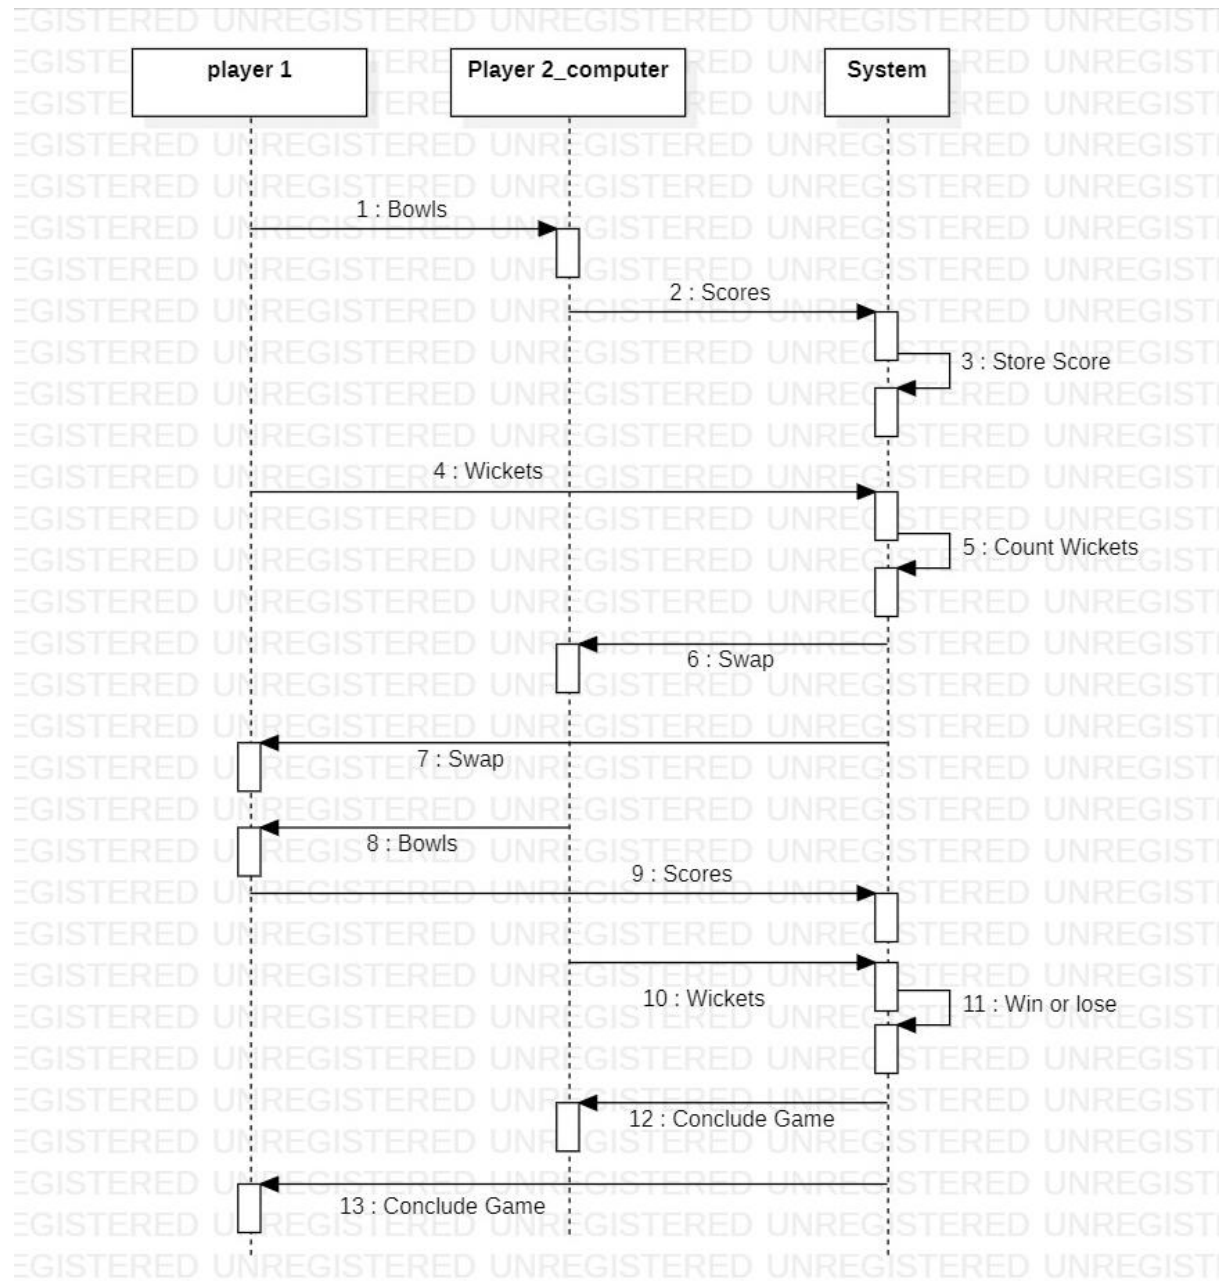 player 1
Player 2_computer
System
1 : Bowls
2 : Scores
3 : Store Score
4 : Wickets
5 : Count Wickets
6 : Swap
7 : Swap
8 : Bowls
9 : Scores
10 : Wickets
11 : Win or lose
12 : Conclude Game
13 : Conclude Game
UNREGISTERED